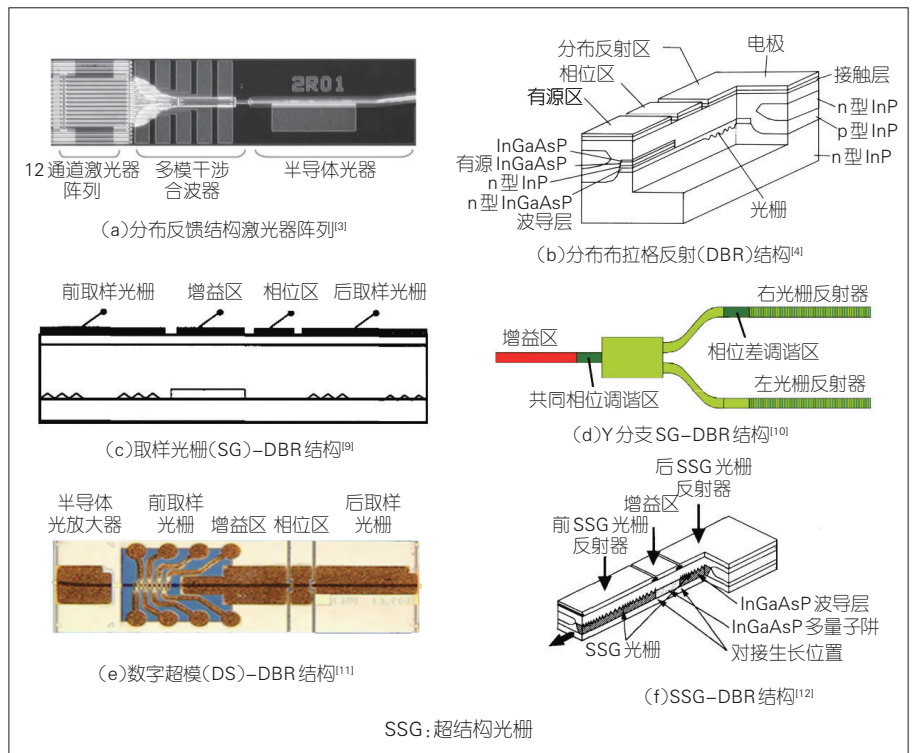 2R01
12通道激光器
阵列
多模干涉
合波器
半导体光器
(a)分布反馈结构激光器阵列[3]
分布反射区
相位区
有源区
电极
接触层
n型InP
p型InP
n型InP
InGaAsP
有源InGaAsP
n型InP
n型InGaAsP
波导层
光栅
(b)分布布拉格反射(DBR)结构[4]
前取样光栅
增益区
相位区
后取样光栅
(c)取样光栅(SG)-DBR结构[9]
增益区
共同相位调谐区
右光栅反射器
相位差调谐区
左光栅反射器
(d)Y分支SG-DBR结构[10]
半导体
光放大器
前取样
光栅
增益区
相位区
后取样
光栅
(e)数字超模(DS)-DBR结构[11]
后SSG光栅
反射器
增益区
前SSG光栅
反射器
InGaAsP波导层
InGaAsP多量子阱
对接生长位置
SSG光栅
(f)SSG-DBR结构[12]
SSG:超结构光栅